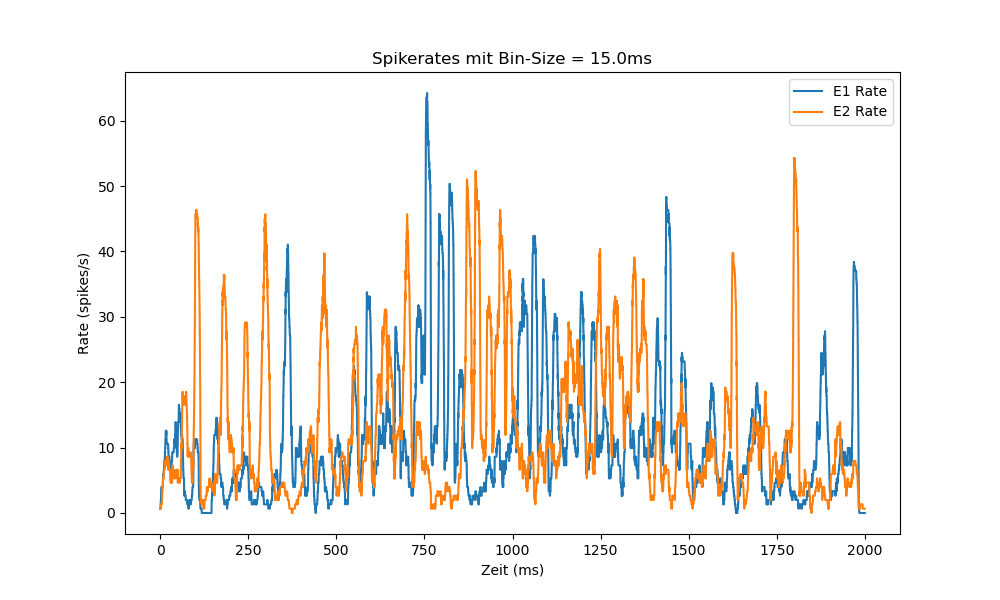 Spikerates mit Bin-Size = 15.0ms
E1 Rate
E2 Rate
60
50
40
30
20
10
0
Rate (spikes/s)
0 250 500 750 1000 1250 1500 1750 2000
Zeit (ms)